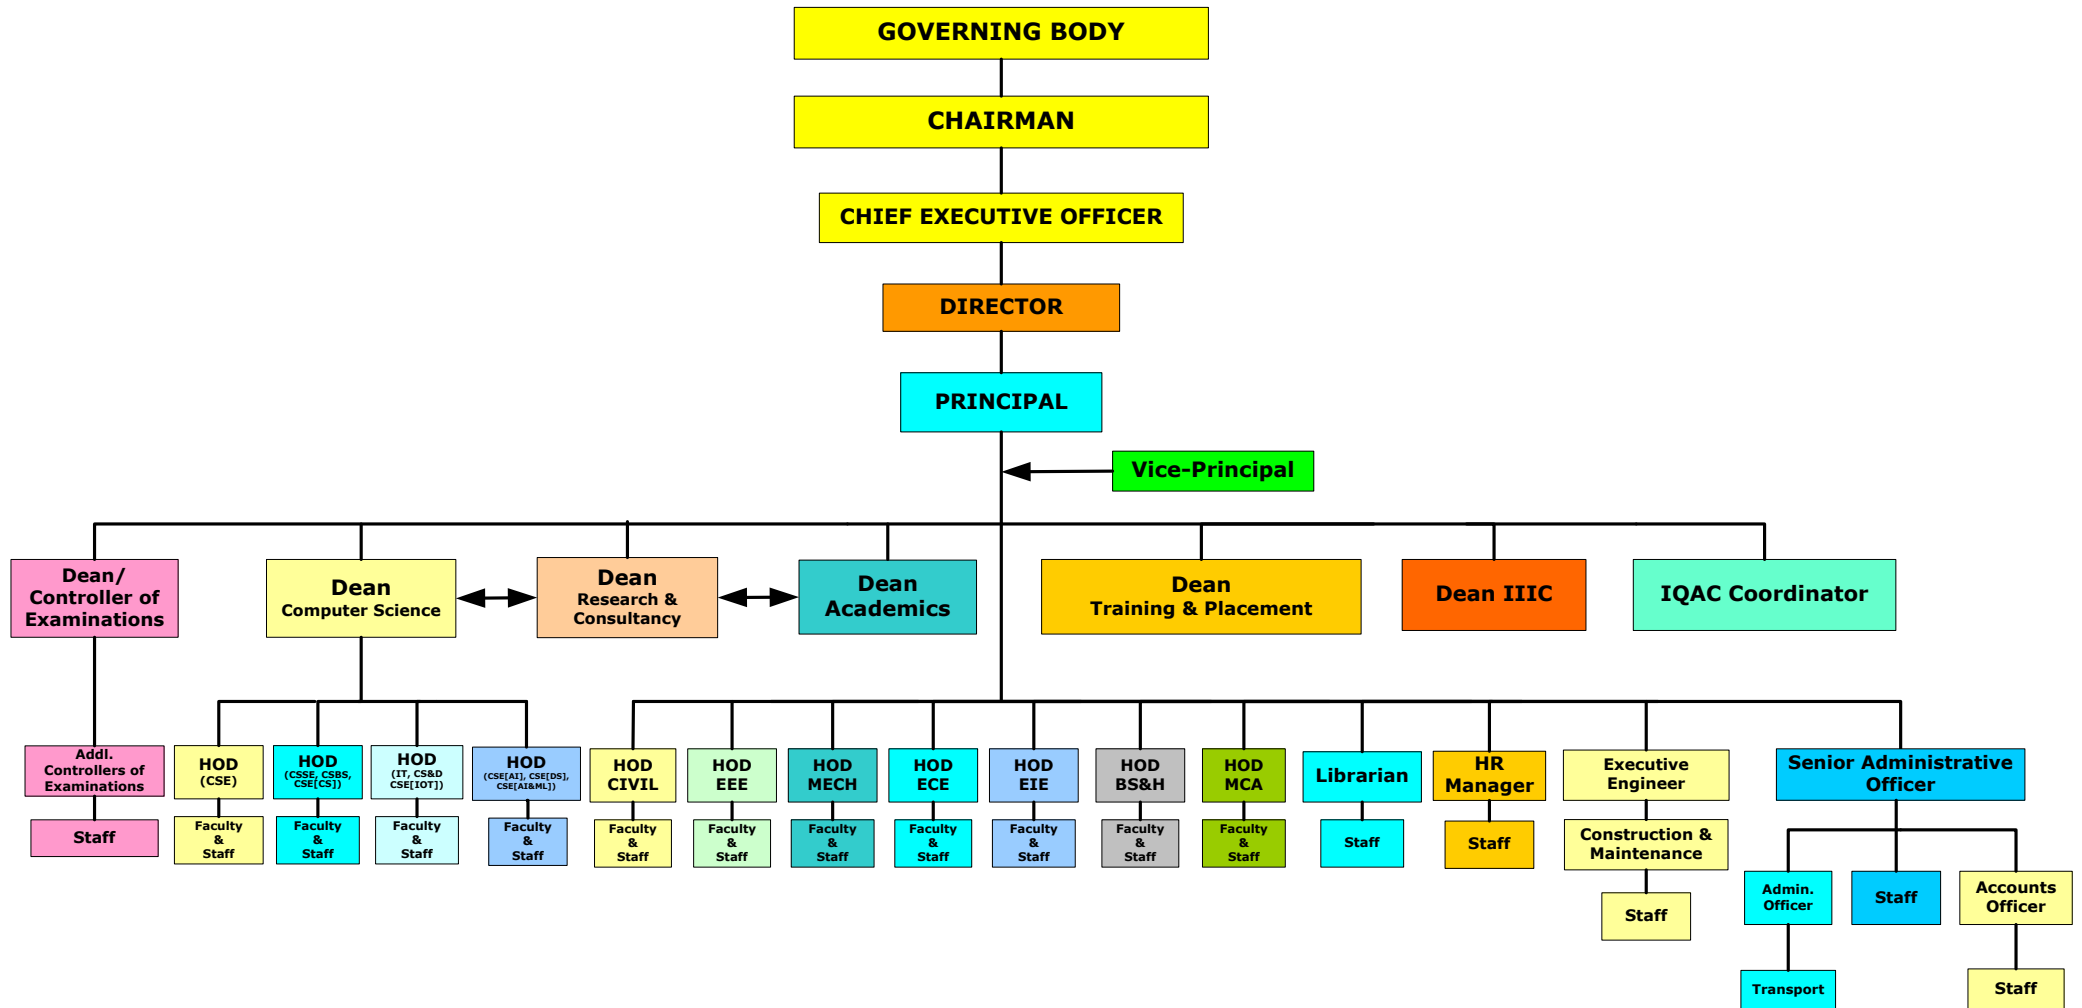 GOVERNING BODY
CHAIRMAN
CHIEF EXECUTIVE OFFICER
DIRECTOR
PRINCIPAL
Vice-Principal
Dean/
Controller of
Examinations
Dean
Computer Science
Dean
Research &
Consultancy
Dean
Academics
Dean
Training & Placement
Dean IIIC
IQAC Coordinator
Addl.
Controllers of
Examinations
HOD
(CSE)
HOD
(CSSE, CSBS,
CSE[CS])
HOD
(IT, CS&D
CSE[IOT])
HOD
(CSE[AI], CSE[DS],
CSE[AI&ML])
HOD
CIVIL
HOD
EEE
HOD
MECH
HOD
ECE
HOD
EIE
HOD
BS&H
HOD
MCA
Librarian
HR
Manager
Executive
Engineer
Senior Administrative
Officer
Staff
Faculty
&
Staff
Faculty
&
Staff
Faculty
&
Staff
Faculty
&
Staff
Faculty
&
Staff
Faculty
&
Staff
Faculty
&
Staff
Faculty
&
Staff
Faculty
&
Staff
Faculty
&
Staff
Faculty
&
Staff
Staff
Staff
Construction &
Maintenance
Staff
Admin.
Officer
Staff
Accounts
Officer
Transport
Staff